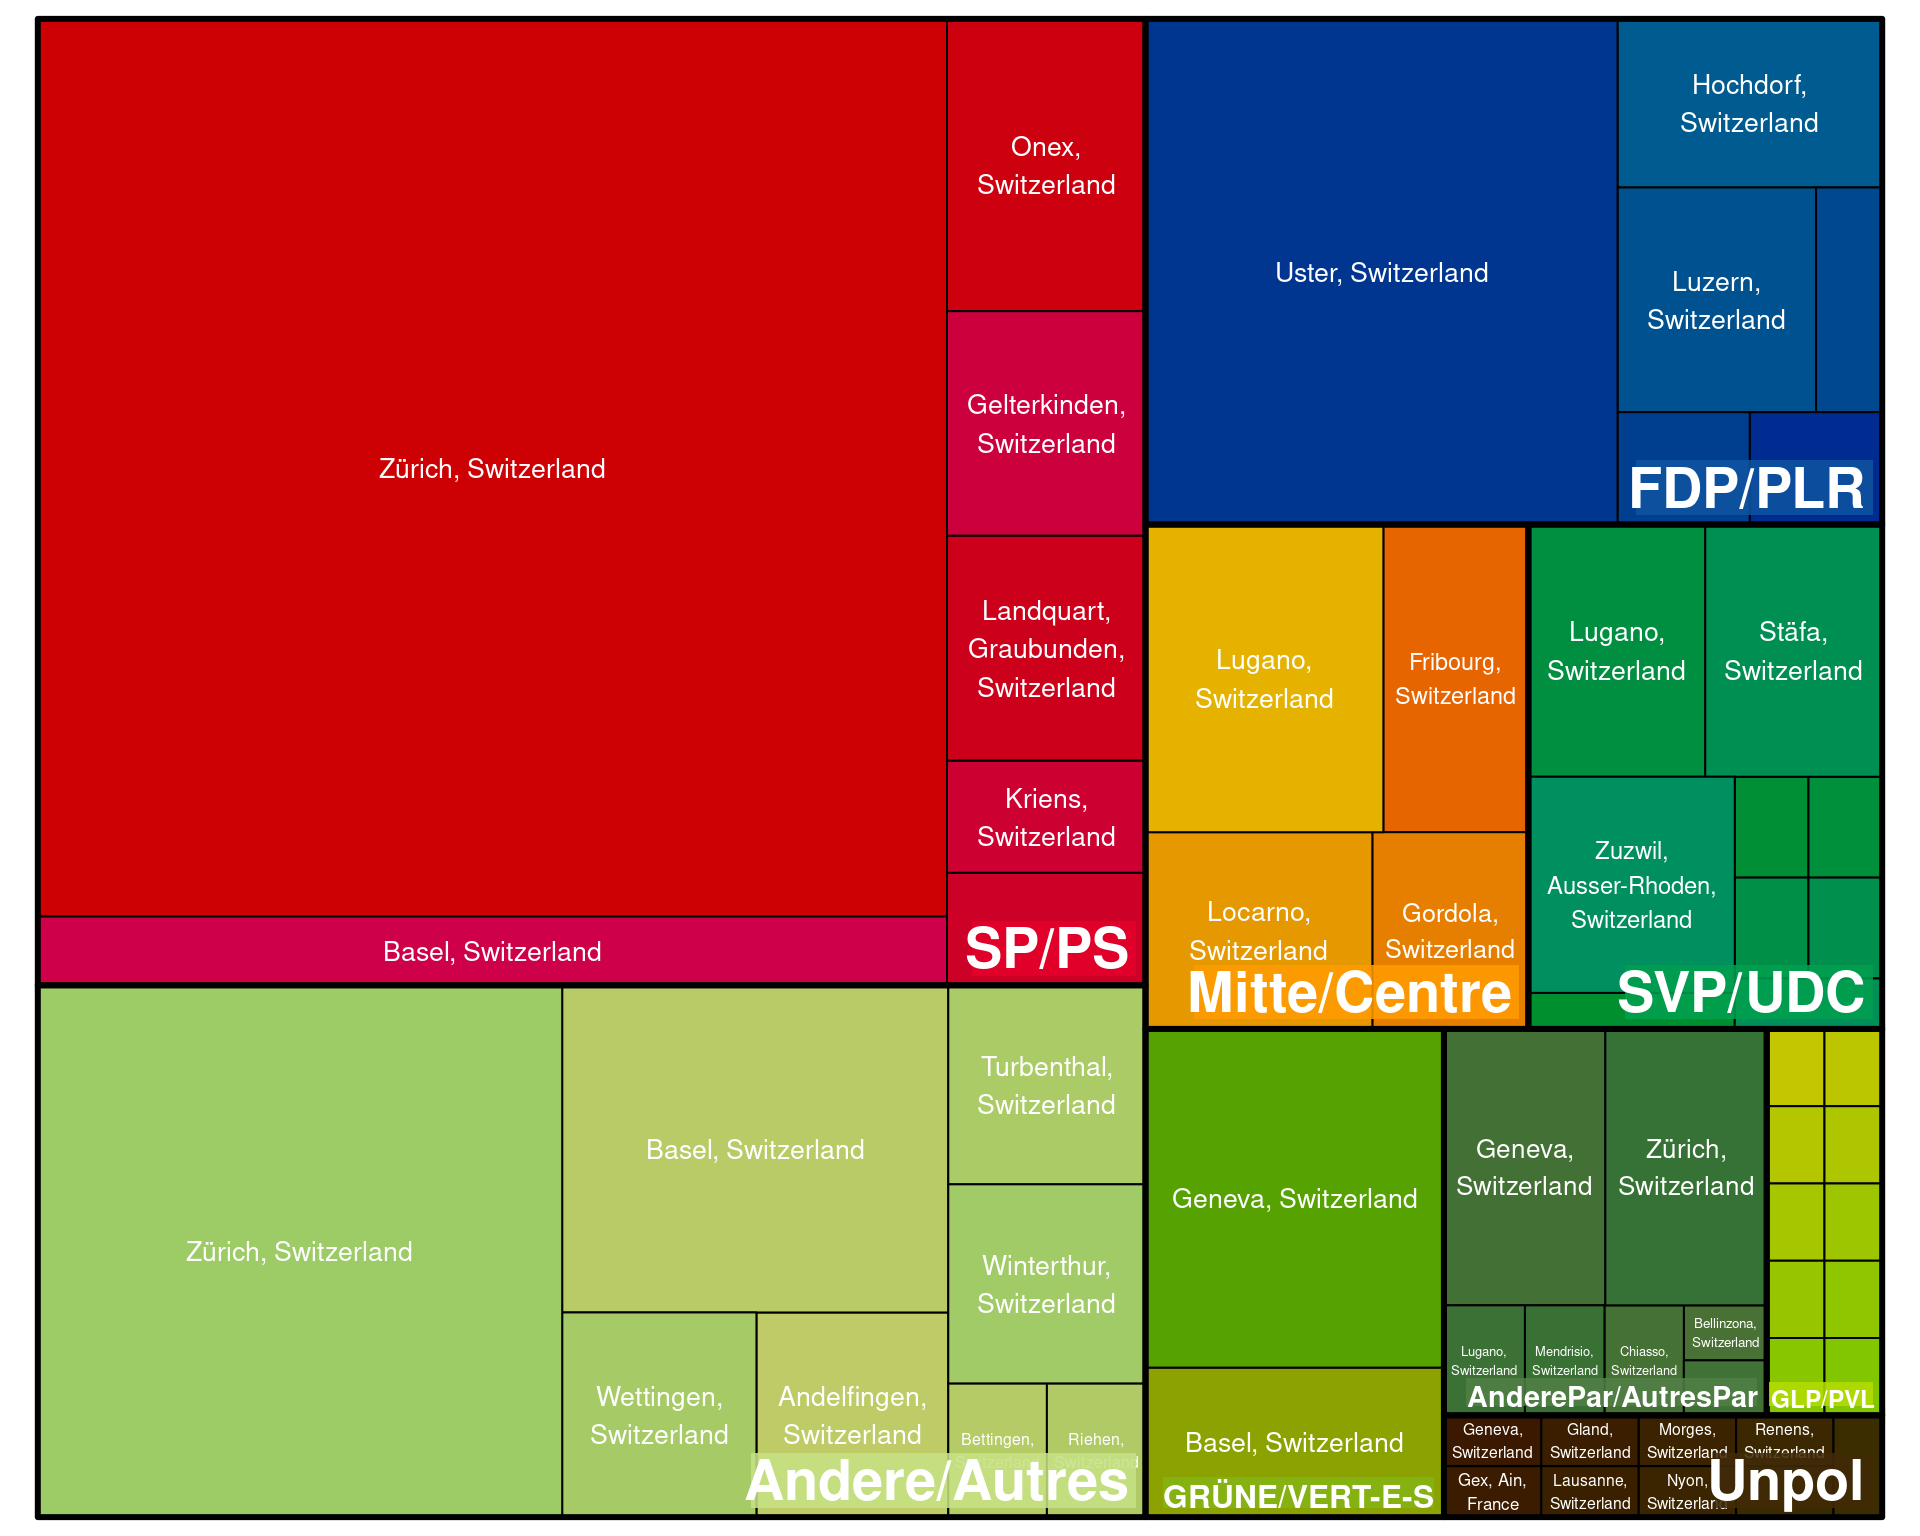 Zürich, Switzerland
Basel, Switzerland
Onex,
Switzerland
Gelterkinden,
Switzerland
Landquart,
Graubunden,
Switzerland
Kriens,
Switzerland
SP/PS
Uster, Switzerland
Hochdorf,
Switzerland
Luzern,
Switzerland
FDP/PLR
Lugano,
Switzerland
Fribourg,
Switzerland
Locarno,
Switzerland
Gordola,
Switzerland
Mitte/Centre
Lugano,
Switzerland
Stäfa,
Switzerland
Zuzwil,
Ausser-Rhoden,
Switzerland
SVP/UDC
Zürich, Switzerland
Basel, Switzerland
Turbenthal,
Switzerland
Winterthur,
Switzerland
Wettingen,
Switzerland
Andelfingen,
Switzerland
Bettingen,
Switzerland
Riehen,
Switzerland
Andere/Autres
Geneva, Switzerland
Basel, Switzerland
GRÜNE/VERT-E-S
Geneva,
Switzerland
Zürich,
Switzerland
Lugano,
Switzerland
Mendrisio,
Switzerland
Chiasso,
Switzerland
Bellinzona,
Switzerland
AnderePar/AutresPar
GLP/PVL
Geneva,
Switzerland
Gland,
Switzerland
Morges,
Switzerland
Renens,
Switzerland
Gex, Ain,
France
Lausanne,
Switzerland
Nyon,
Switzerland
Unpol